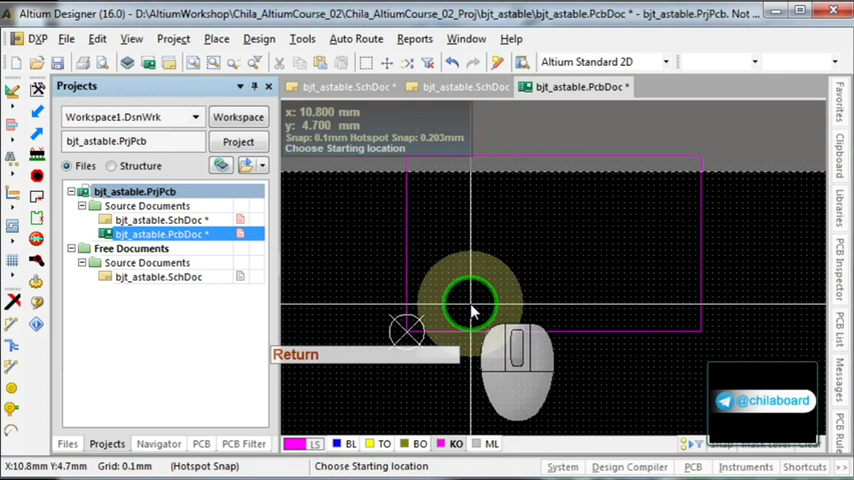 Altium Designer (16.0) - D:\AltiumWorkshop\Chila_AltiumCourse_02\Chila_AltiumCourse_02_Proj\bjt_astable\bjt_astable.PcbDoc * - bjt_astable.PrjPcb. Not
DXP File Edit View Project Place Design Tools Auto Route Reports Window Help
Altium Standard 2D
Projects
bjt_astable.SchDoc * bjt_astable.SchDoc bjt_astable.PcbDoc *
Workspace1.DsnWrk Workspace
bjt_astable.PrjPcb Project
Files Structure
bjt_astable.PrjPcb
Source Documents
bjt_astable.SchDoc *
bjt_astable.PcbDoc *
Free Documents
Source Documents
bjt_astable.SchDoc
x: 10.800 mm
y: 4.700 mm
Snap: 0.1mm Hotspot Snap: 0.203mm
Choose Starting location
Return
@chilaboard
Favorites
Clipboard
Libraries
PCB Inspector
PCB List
Messages
PCB Rule
Files Projects Navigator PCB PCB Filter
LS BL TO BO KO ML Snap Mask Level Clear
X:10.8mm Y:4.7mm Grid: 0.1mm (Hotspot Snap) Choose Starting location System Design Compiler PCB Instruments Shortcuts >>